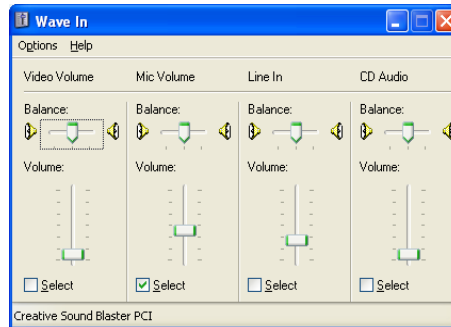 Wave In
Options Help
Video Volume Mic Volume Line In CD Audio
Balance: Balance: Balance: Balance:
Volume: Volume: Volume: Volume:
Select Select Select Select
Creative Sound Blaster PCI